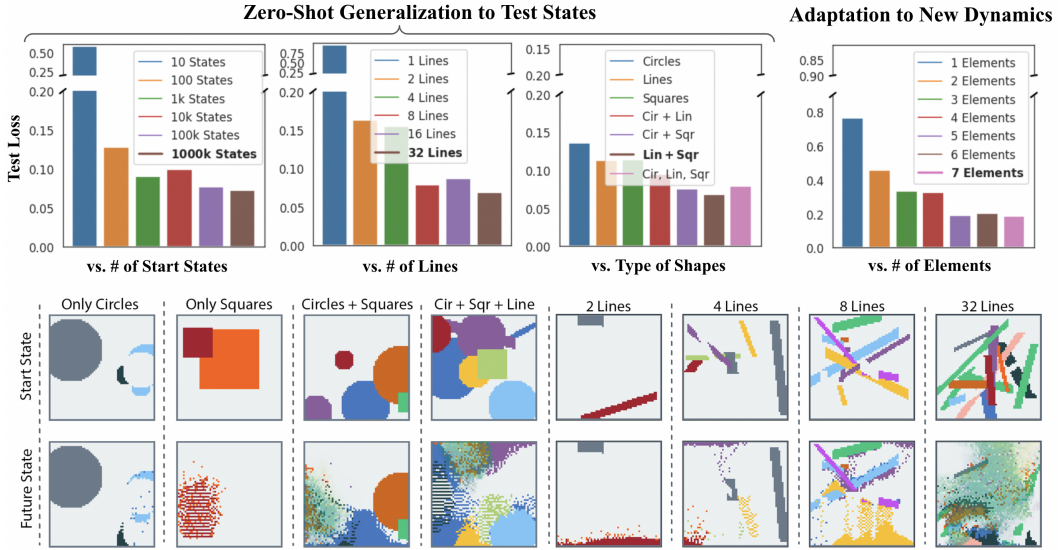 Zero-Shot Generalization to Test States
Adaptation to New Dynamics
Test Loss
0.50
0.25
0.20
0.15
0.10
0.05
0.00
10 States
100 States
1k States
10k States
100k States
1000k States
vs. # of Start States
0.75
0.50
0.25
0.20
0.15
0.10
0.05
0.00
1 Lines
2 Lines
4 Lines
8 Lines
16 Lines
32 Lines
vs. # of Lines
0.15
0.20
0.20
0.15
0.10
0.05
0.00
Circles
Lines
Squares
Cir + Lin
Cir + Sqr
Lin + Sqr
Cir, Lin, Sqr
vs. Type of Shapes
0.85
0.90
0.8
0.6
0.4
0.2
0.0
1 Elements
2 Elements
3 Elements
4 Elements
5 Elements
6 Elements
7 Elements
vs. # of Elements
Only Circles
Only Squares
Circles + Squares
Cir + Sqr + Line
2 Lines
4 Lines
8 Lines
32 Lines
Start State
Future State